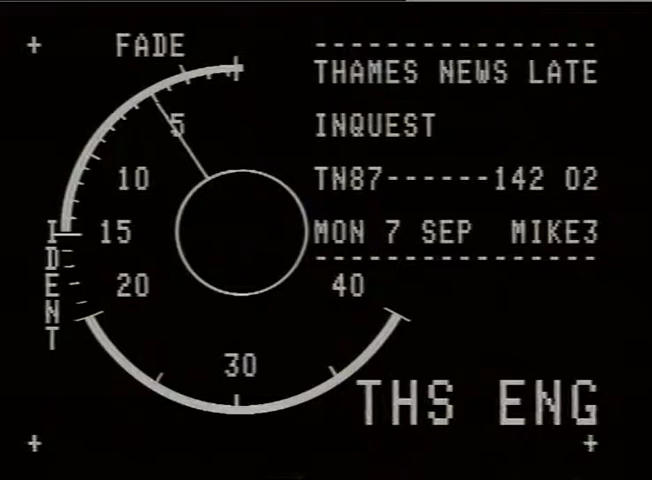 FADE
THAMES NEWS LATE
INQUEST
TN87------142 02
MON 7 SEP MIKE3
5
10
15
20
30
40
IDENT
THS ENG